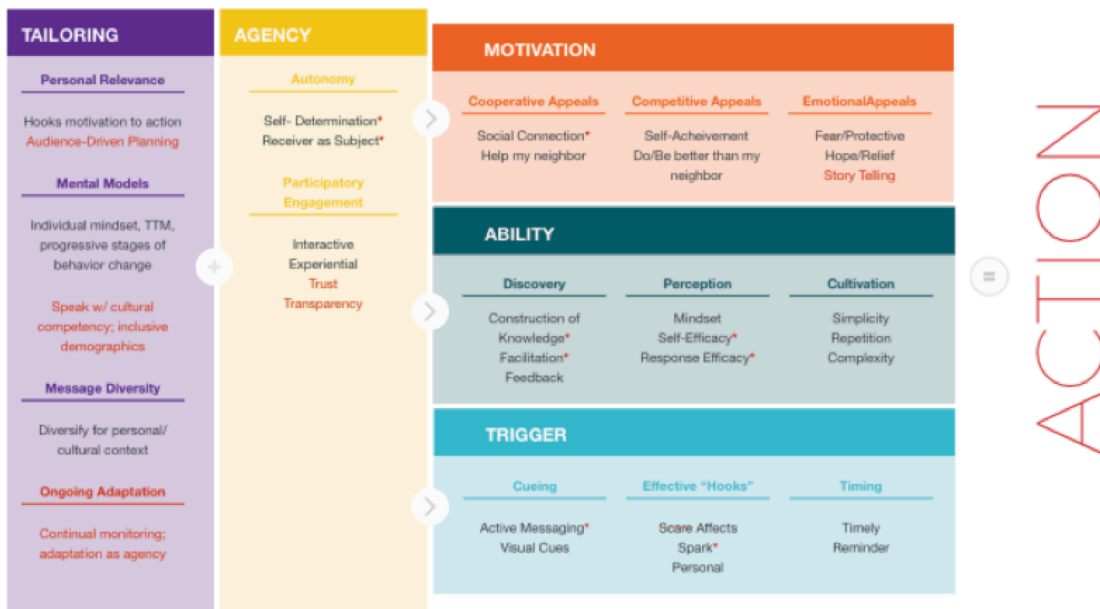 TAILORING
Personal Relevance
Hooks motivation to action
Audience-Driven Planning
Mental Models
Individual mindset, TTM,
progressive stages of
behavior change
Speak w/ cultural
competency; inclusive
demographics
Message Diversity
Diversify for personal/
cultural context
Ongoing Adaptation
Continual monitoring;
adaptation as agency
+
AGENCY
Autonomy
Self- Determination*
Receiver as Subject*
Participatory
Engagement
Interactive
Experiential
Trust
Transparency
>
MOTIVATION
Cooperative Appeals
Social Connection*
Help my neighbor
Competitive Appeals
Self-Acheivement
Do/Be better than my
neighbor
EmotionalAppeals
Fear/Protective
Hope/Relief
Story Telling
>
ABILITY
Discovery
Construction of
Knowledge*
Facilitation*
Feedback
Perception
Mindset
Self-Efficacy*
Response Efficacy*
Cultivation
Simplicity
Repetition
Complexity
>
TRIGGER
Cueing
Active Messaging*
Visual Cues
Effective “Hooks”
Scare Affects
Spark*
Personal
Timing
Timely
Reminder
=
ACTION